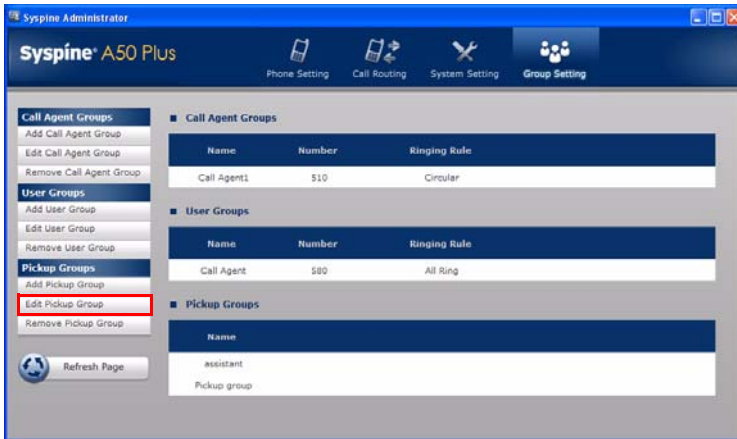 Syspine Administrator
Syspine® A50 Plus
Phone Setting
Call Routing
System Setting
Group Setting
Call Agent Groups
Add Call Agent Group
Edit Call Agent Group
Remove Call Agent Group
User Groups
Add User Group
Edit User Group
Remove User Group
Pickup Groups
Add Pickup Group
Edit Pickup Group
Remove Pickup Group
Refresh Page
Call Agent Groups
Name Number Ringing Rule
Call Agent1 510 Circular
User Groups
Name Number Ringing Rule
Call Agent 580 All Ring
Pickup Groups
Name
assistant
Pickup group